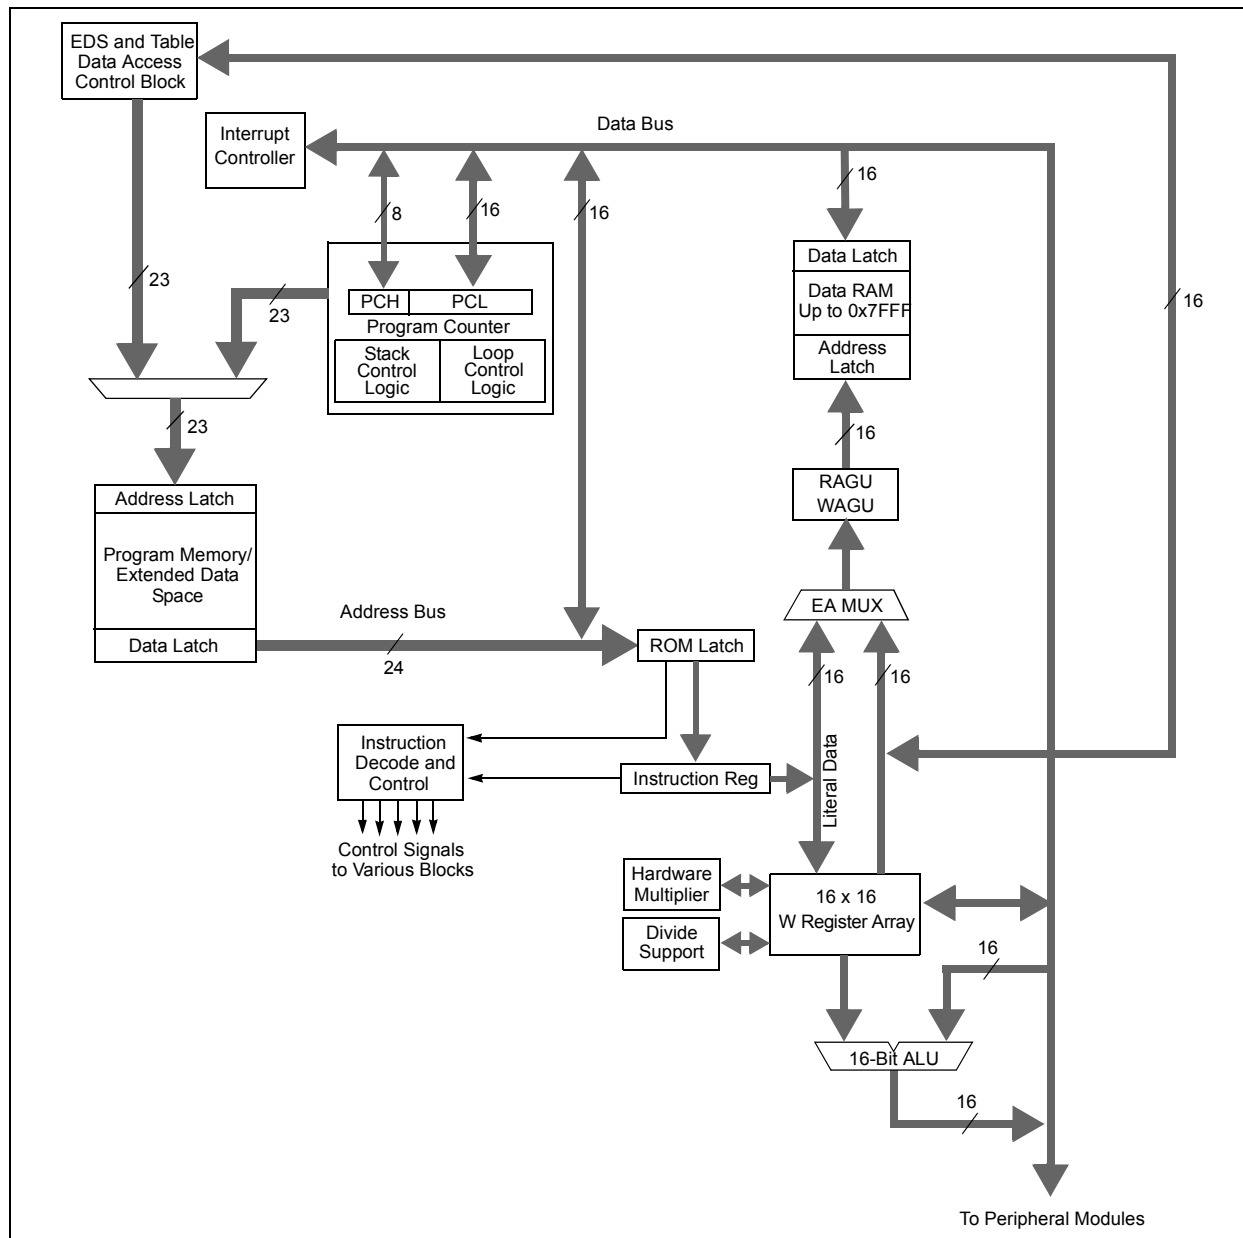 EDS and Table
Data Access
Control Block
Data Bus
Interrupt
Controller
16
8
16
16
16
23
23
Data Latch
Data RAM
Up to 0x7FFF
Address
Latch
PCH
PCL
Program Counter
Stack
Control
Logic
Loop
Control
Logic
23
16
RAGU
WAGU
Address Latch
Program Memory/
Extended Data
Space
Data Latch
EA MUX
Address Bus
24
ROM Latch
16
16
Instruction
Decode and
Control
Instruction Reg
Literal Data
Control Signals
to Various Blocks
Hardware
Multiplier
16 x 16
W Register Array
Divide
Support
16
16-Bit ALU
16
To Peripheral Modules